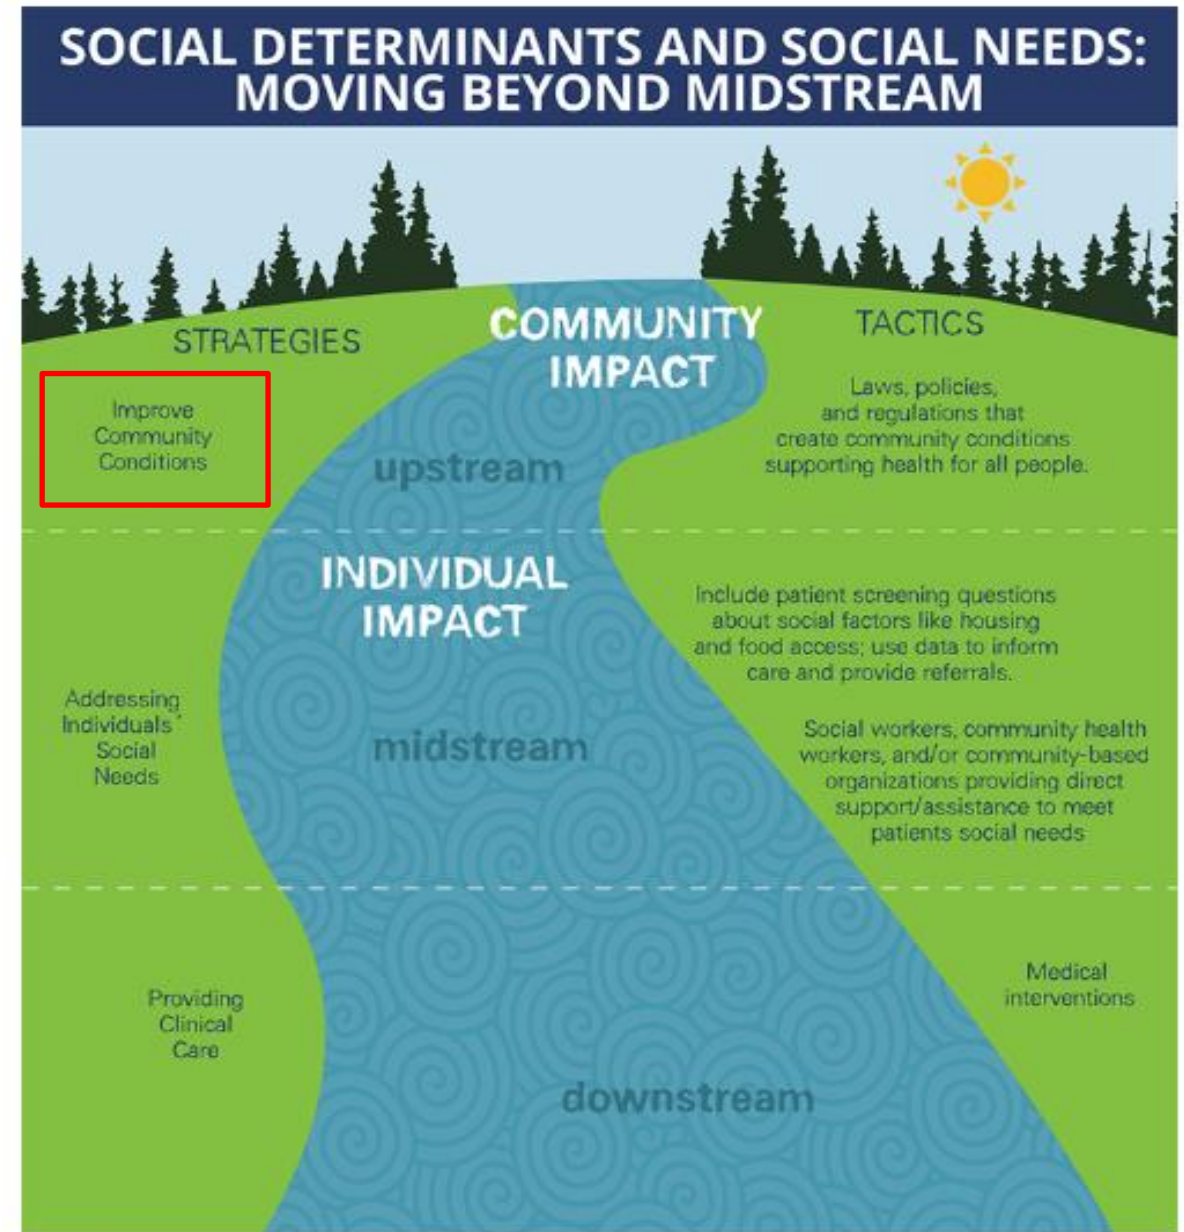 SOCIAL DETERMINANTS AND SOCIAL NEEDS:
MOVING BEYOND MIDSTREAM
STRATEGIES
COMMUNITY
IMPACT
TACTICS
Improve
Community
Conditions
upstream
Laws, policies,
and regulations that
create community conditions
supporting health for all people.
INDIVIDUAL
IMPACT
Addressing
Individuals'
Social
Needs
midstream
Include patient screening questions
about social factors like housing
and food access; use data to inform
care and provide referrals.
Social workers, community health
workers, and/or community-based
organizations providing direct
support/assistance to meet
patients social needs
Providing
Clinical
Care
downstream
Medical
interventions